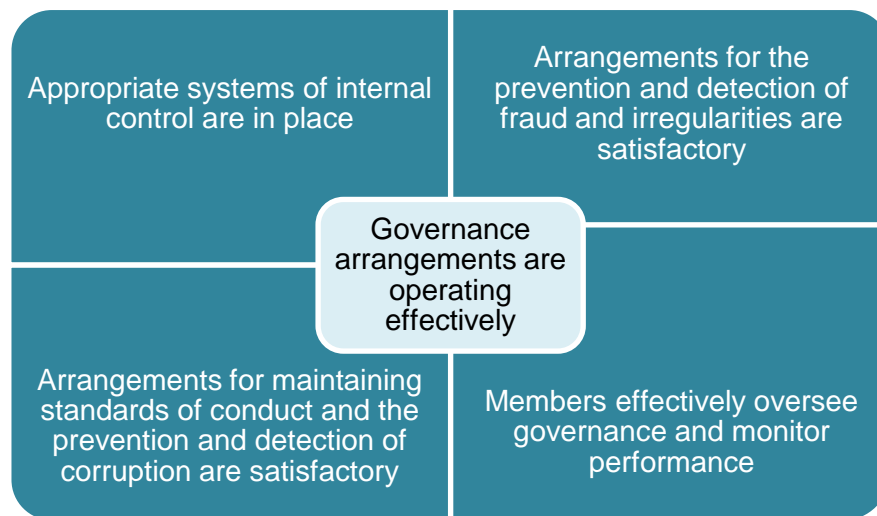 Appropriate systems of internal
control are in place
Arrangements for the
prevention and detection of
fraud and irregularities are
satisfactory
Governance
arrangements are
operating
effectively
Arrangements for maintaining
standards of conduct and the
prevention and detection of
corruption are satisfactory
Members effectively oversee
governance and monitor
performance